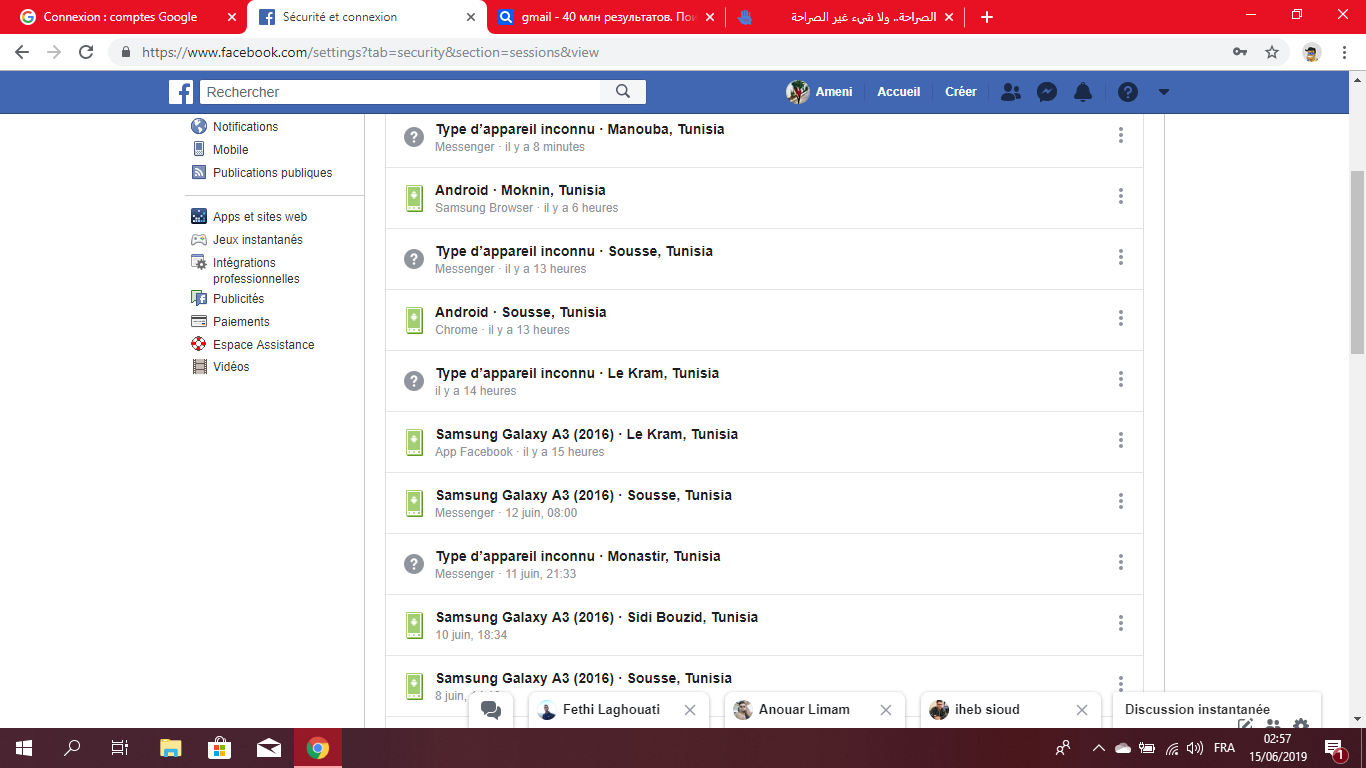 Connexion : comptes Google
Sécurité et connexion
gmail - 40 млн результатов. Пои
الصراحة.. ولا شيء غير الصراحة
https://www.facebook.com/settings?tab=security&section=sessions&view
Rechercher
Ameni
Accueil
Créer
Notifications
Mobile
Publications publiques
Apps et sites web
Jeux instantanés
Intégrations
professionnelles
Publicités
Paiements
Espace Assistance
Vidéos
Type d'appareil inconnu · Manouba, Tunisia
Messenger · il y a 8 minutes
Android · Moknin, Tunisia
Samsung Browser · il y a 6 heures
Type d'appareil inconnu · Sousse, Tunisia
Messenger · il y a 13 heures
Android · Sousse, Tunisia
Chrome · il y a 13 heures
Type d'appareil inconnu · Le Kram, Tunisia
il y a 14 heures
Samsung Galaxy A3 (2016) · Le Kram, Tunisia
App Facebook · il y a 15 heures
Samsung Galaxy A3 (2016) · Sousse, Tunisia
Messenger · 12 juin, 08:00
Type d'appareil inconnu · Monastir, Tunisia
Messenger · 11 juin, 21:33
Samsung Galaxy A3 (2016) · Sidi Bouzid, Tunisia
10 juin, 18:34
Samsung Galaxy A3 (2016) · Sousse, Tunisia
8 juin,
Fethi Laghouati
Anouar Limam
iheb sioud
Discussion instantanée
FRA
02:57
15/06/2019
1